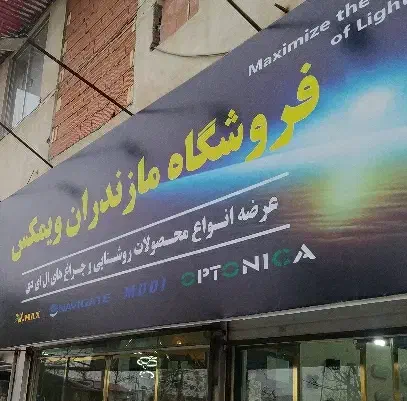 Maximize the
of Light
فروشگاه مازندران ویمکس
عرضه انواع محصولات روشنایی و چراغ های ال ای دی
V-MAX NAVIGATE MODI OPTONICA